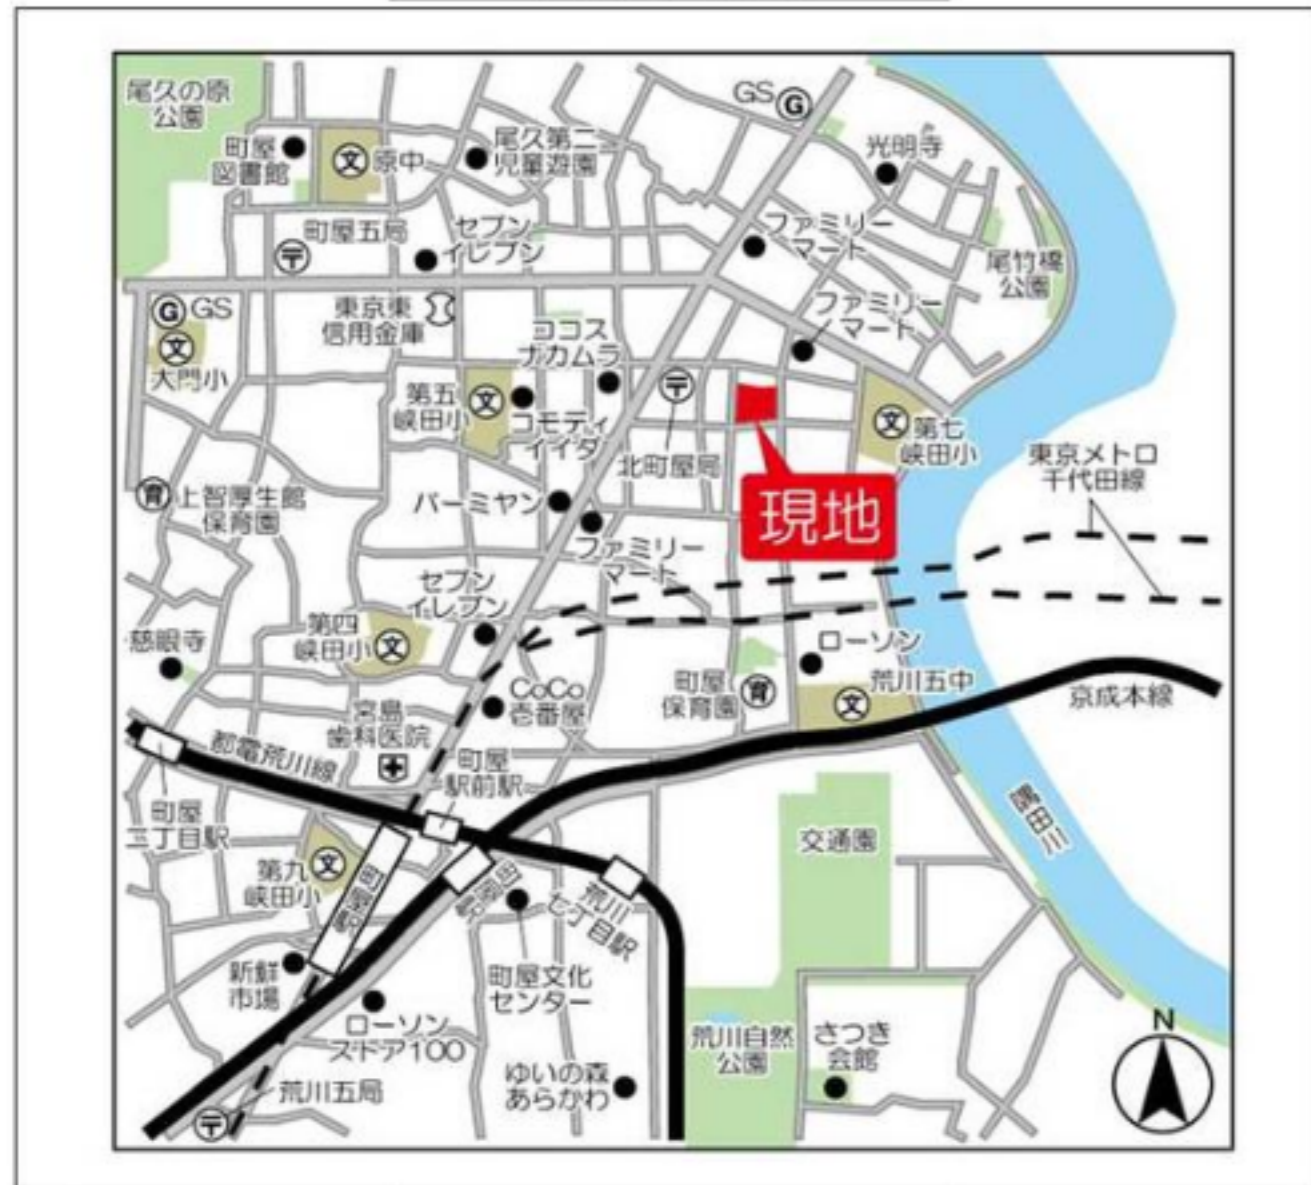 尾久の原
公園
町屋
図書館
文
原中
尾久第二
児童遊園
GS
G
光明寺
町屋五局
〒
セブン
イレブン
ファミリー
マート
尾竹橋
公園
G
GS
文
大門小
東京東
信用金庫
ココス
ナカムラ
ファミリー
マート
第五
峡田小
文
コモディ
イイダ
〒
北町屋局
文
第七
峡田小
現地
東京メトロ
千代田線
育
上智厚生館
保育園
バーミヤン
ファミリー
マート
セブン
イレブン
慈眼寺
第四
峡田小
文
ローソン
町屋
保育園
育
荒川五中
文
京成本線
CoCo
壱番屋
宮島
歯科医院
都電荒川線
町屋
駅前駅
町屋
二丁目駅
隅田川
交通園
第九
峡田小
文
町屋駅
町屋駅
荒川
七丁目駅
新鮮
市場
町屋文化
センター
ローソン
ストア100
荒川自然
公園
さつき
会館
N
ゆいの森
あらかわ
荒川五局
〒